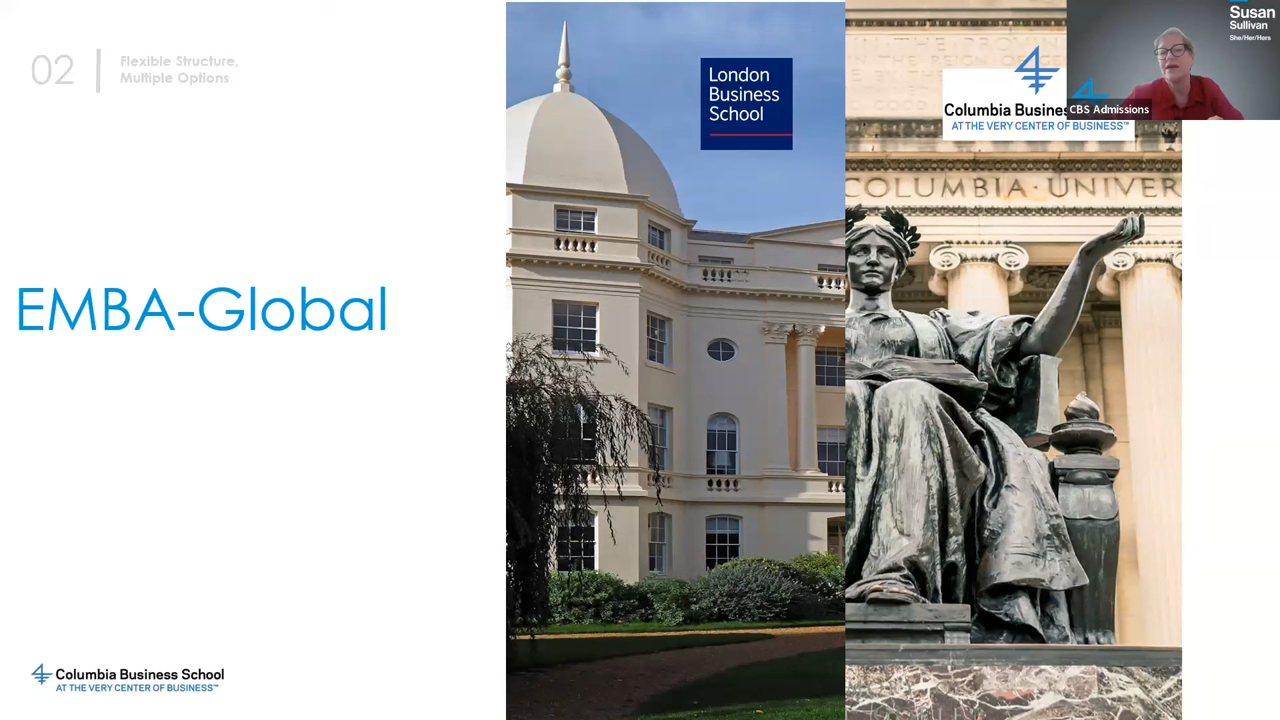 02
Flexible Structure,
Multiple Options
EMBA-Global
London
Business
School
Columbia Busines
AT THE VERY CENTER OF BUSINESS™
COLUMBIA · UNIVER
Susan
Sullivan
She/Her/Hers
CBS Admissions
Columbia Business School
AT THE VERY CENTER OF BUSINESS™